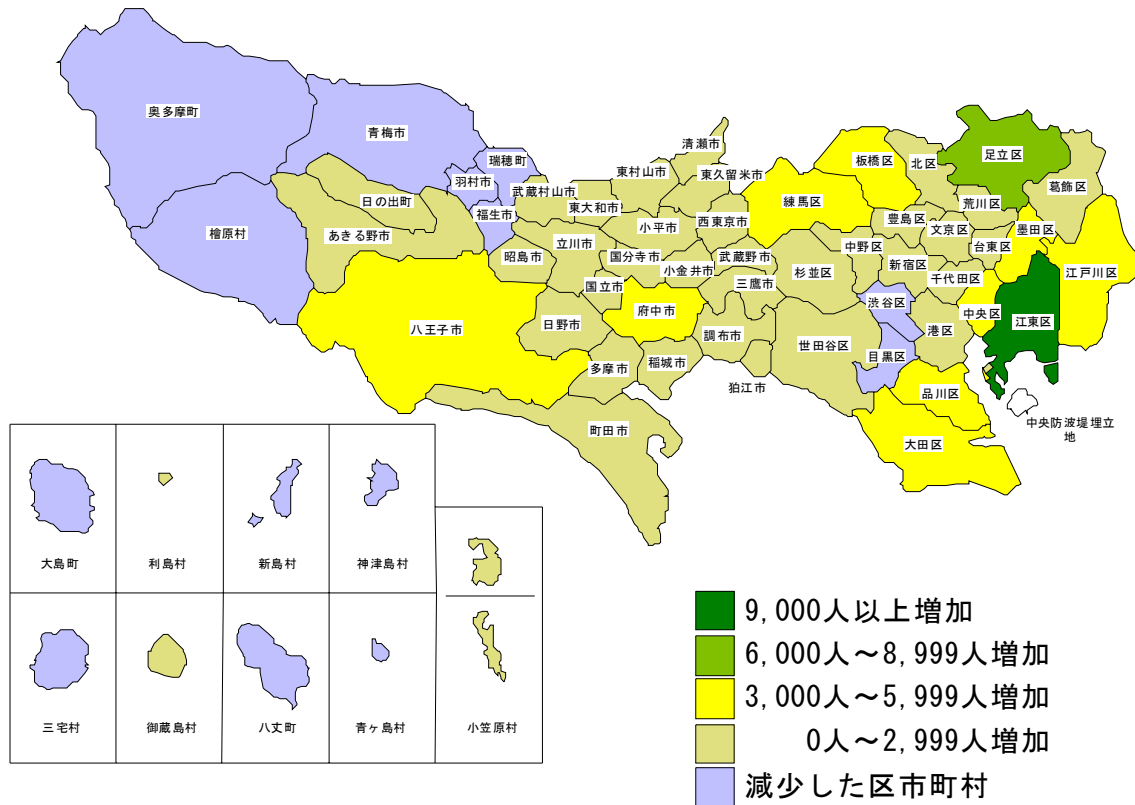 奥多摩町
青梅市
瑞穂町
羽村市
福生市
檜原村
日の出町
あきる野市
八王子市
武蔵村山市
東大和市
東村山市
清瀬市
東久留米市
西東京市
小平市
立川市
昭島市
国分寺市
国立市
小金井市
武蔵野市
三鷹市
府中市
日野市
多摩市
稲城市
調布市
狛江市
町田市
板橋区
練馬区
北区
足立区
葛飾区
荒川区
豊島区
文京区
台東区
墨田区
江戸川区
中野区
新宿区
千代田区
杉並区
渋谷区
中央区
江東区
港区
世田谷区
目黒区
品川区
大田区
中央防波堤埋立
地
大島町
利島村
新島村
神津島村
三宅村
御蔵島村
八丈町
青ヶ島村
小笠原村
9,000人以上増加
6,000人～8,999人増加
3,000人～5,999人増加
0人～2,999人増加
減少した区市町村